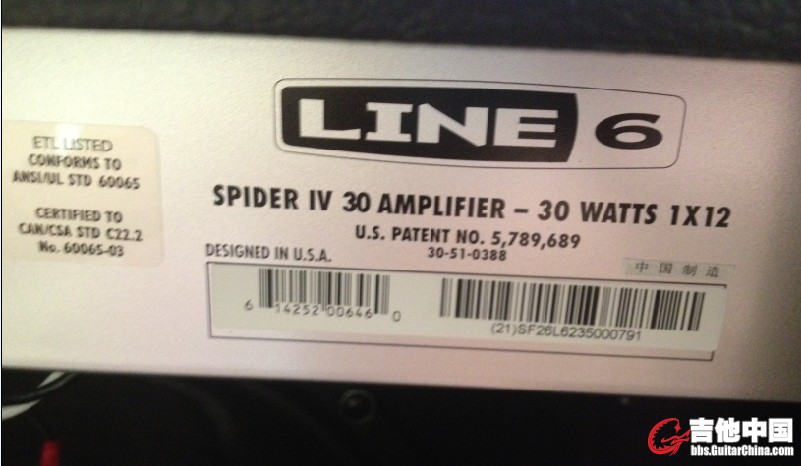 LINE 6
ETL LISTED
CONFORMS TO
ANSI/UL STD 60065
CERTIFIED TO
CAN/CSA STD C22.2
No. 60065-03
SPIDER IV 30 AMPLIFIER – 30 WATTS 1X12
U.S. PATENT NO. 5,789,689
30-51-0388
DESIGNED IN U.S.A.
中国制造
6 14252 00646 0
(21)SF26L6235000791
吉他中国
bbs.GuitarChina.com